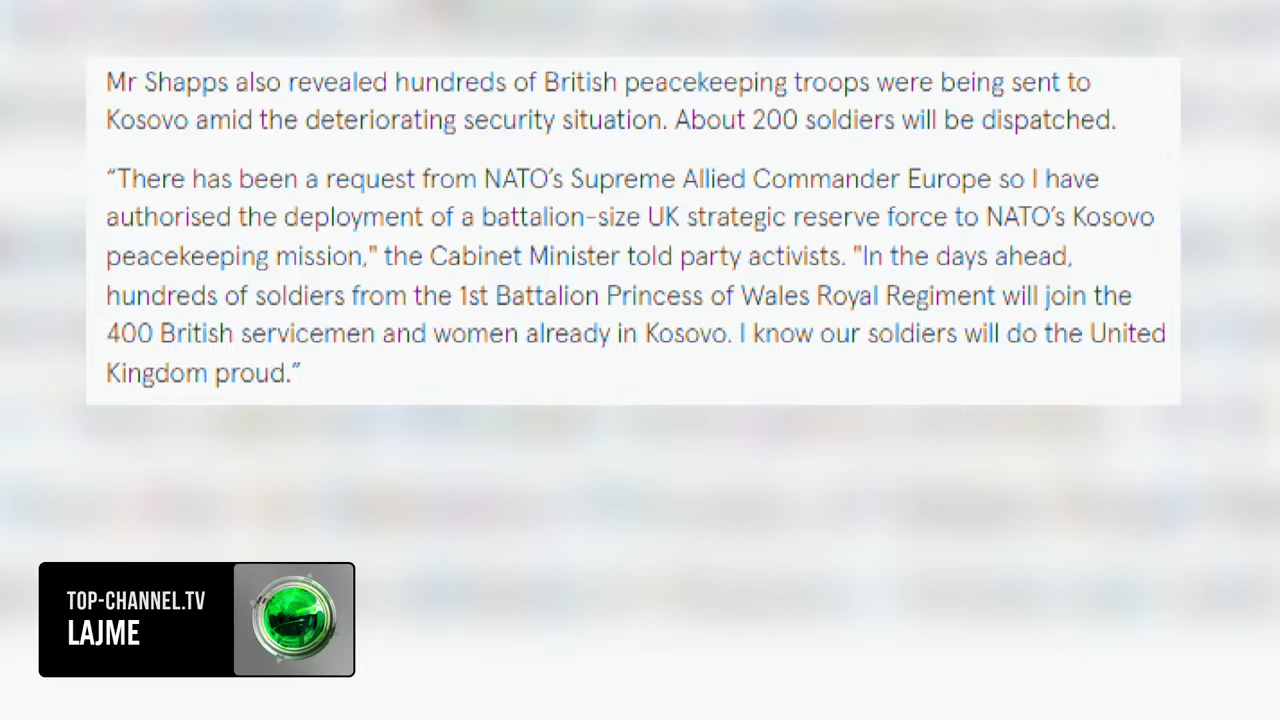 Mr Shapps also revealed hundreds of British peacekeeping troops were being sent to
Kosovo amid the deteriorating security situation. About 200 soldiers will be dispatched.
“There has been a request from NATO’s Supreme Allied Commander Europe so I have
authorised the deployment of a battalion-size UK strategic reserve force to NATO’s Kosovo
peacekeeping mission," the Cabinet Minister told party activists. "In the days ahead,
hundreds of soldiers from the 1st Battalion Princess of Wales Royal Regiment will join the
400 British servicemen and women already in Kosovo. I know our soldiers will do the United
Kingdom proud.”
TOP-CHANNEL.TV
LAJME